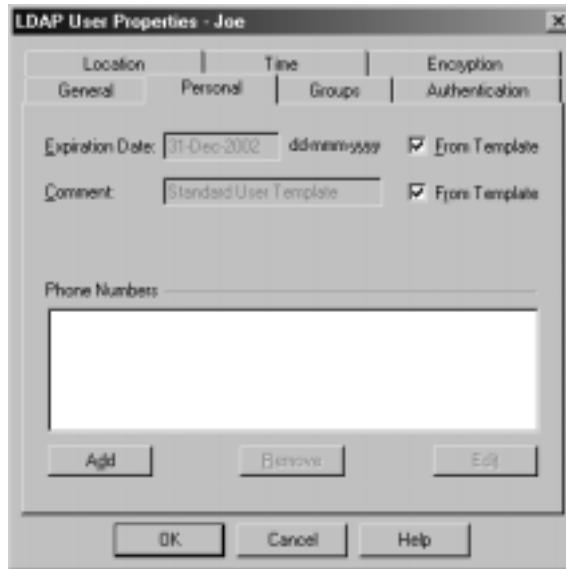 LDAP User Properties - Joe
Location Time Encryption
General Personal Groups Authentication
Expiration Date: 31-Dec-2002 dd-mmm-yyyy From Template
Comment: Standard User Template From Template
Phone Numbers
Add Remove Edit
OK Cancel Help